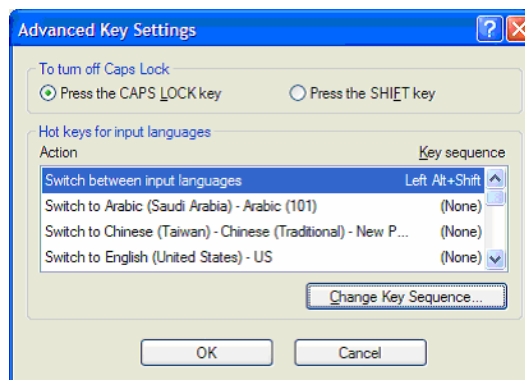 Advanced Key Settings
To turn off Caps Lock
Press the CAPS LOCK key Press the SHIFT key
Hot keys for input languages
Action Key sequence
Switch between input languages Left Alt+Shift
Switch to Arabic (Saudi Arabia) - Arabic (101) (None)
Switch to Chinese (Taiwan) - Chinese (Traditional) - New P... (None)
Switch to English (United States) - US (None)
Change Key Sequence...
OK Cancel